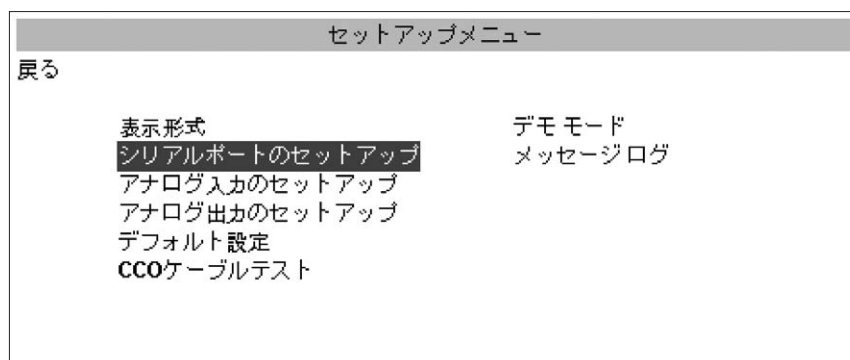 セットアップメニュー
戻る
表示形式
シリアルポートのセットアップ
アナログ入力のセットアップ
アナログ出力のセットアップ
デフォルト設定
CCOケーブルテスト
デモ モード
メッセージ ログ